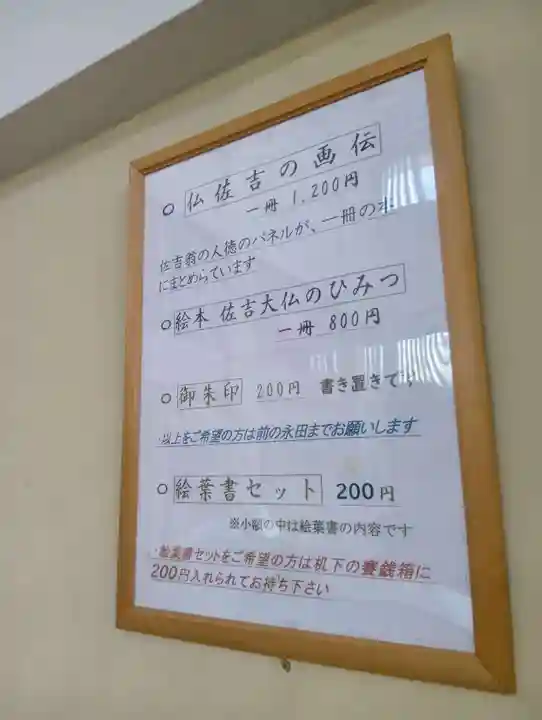 ○ 仏佐吉の画伝
一冊 1,200円
佐吉翁の人徳のパネルが、一冊の本
にまとめられています
○ 絵本 佐吉大仏のひみつ
一冊 800円
○ 御朱印 200円 書き置きです
・以上をご希望の方は前の永田までお願いします
○ 絵葉書セット 200円
※小額の中は絵葉書の内容です
・絵葉書セットをご希望の方は机下の賽銭箱に
200円入れられてお持ち下さい